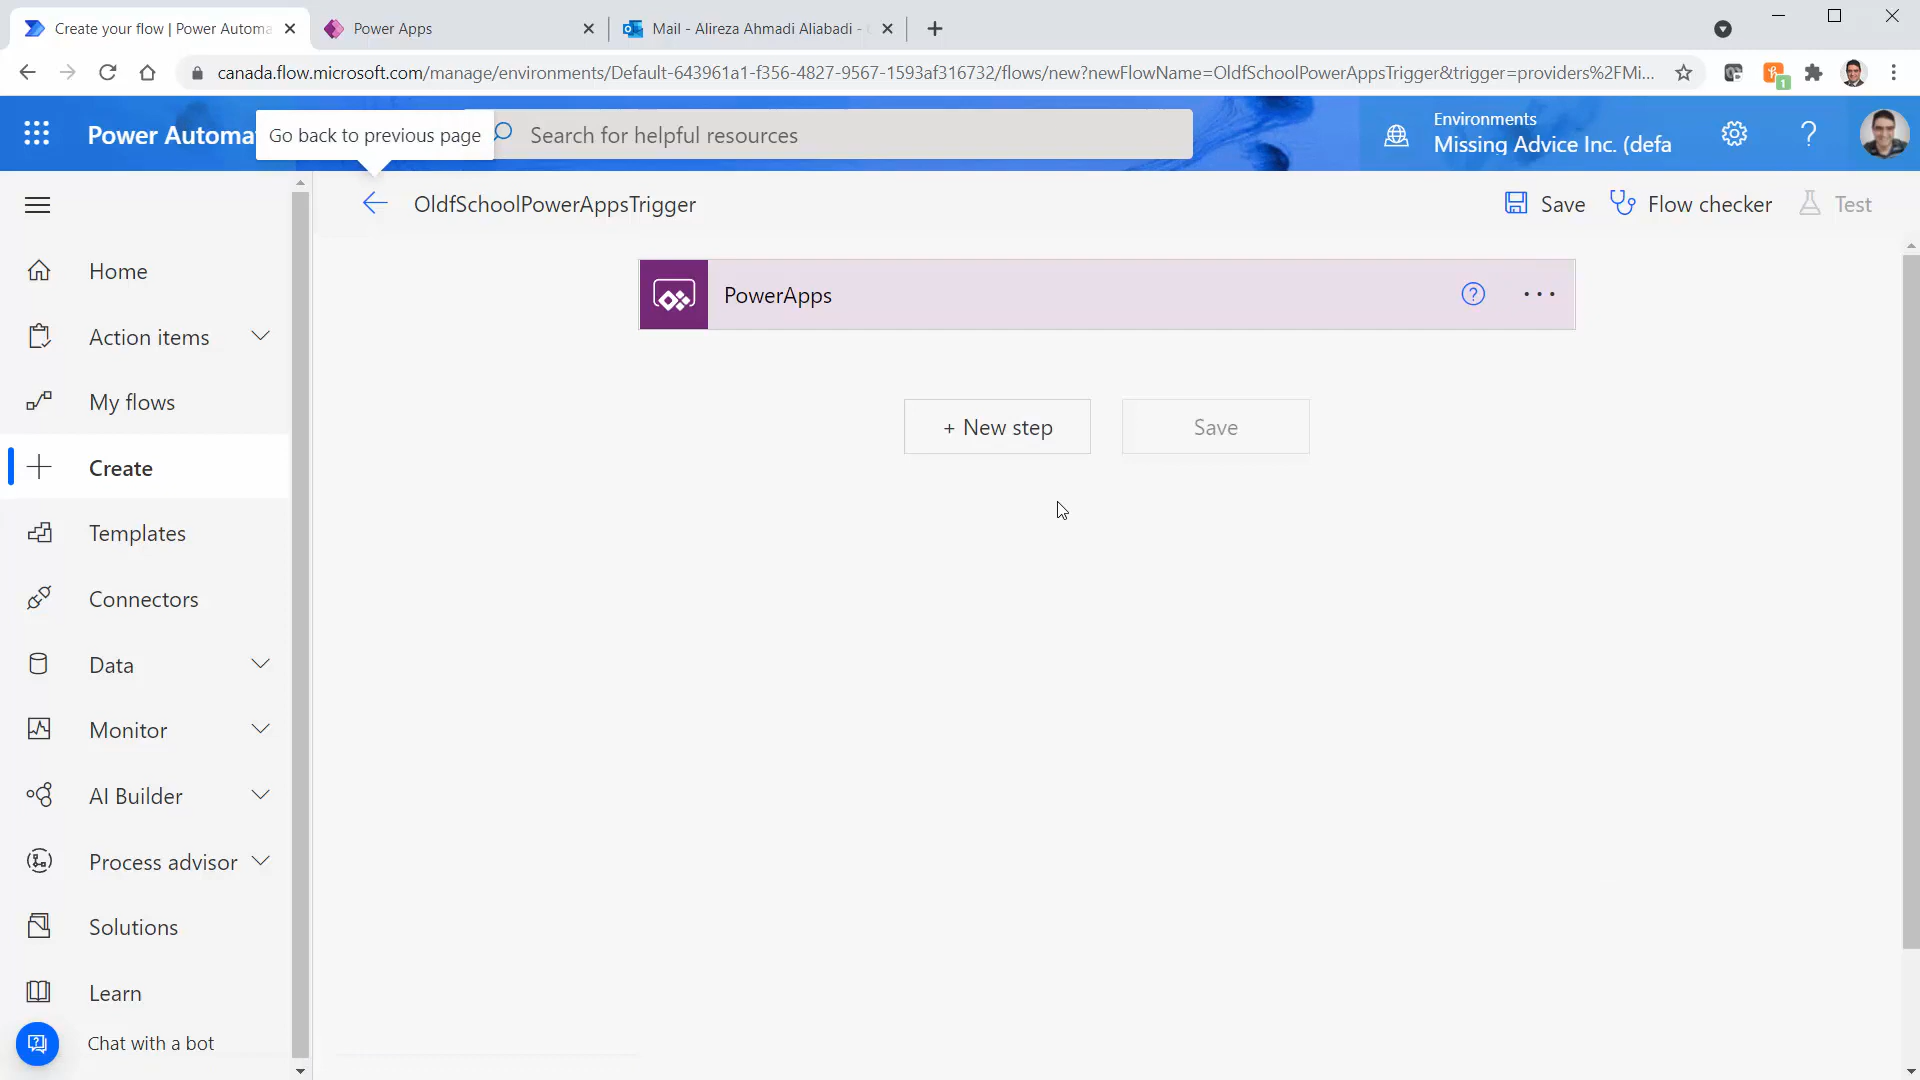 Create your flow | Power Automa
Power Apps
Mail - Alireza Ahmadi Aliabadi -
canada.flow.microsoft.com/manage/environments/Default-643961a1-f356-4827-9567-1593af316732/flows/new?newFlowName=OldfSchoolPowerAppsTrigger&trigger=providers%2FMi...
1
Power Automa
Go back to previous page
Search for helpful resources
Environments
Missing Advice Inc. (defa
OldfSchoolPowerAppsTrigger
Save
Flow checker
Test
Home
Action items
My flows
Create
Templates
Connectors
Data
Monitor
AI Builder
Process advisor
Solutions
Learn
Chat with a bot
PowerApps
+ New step
Save